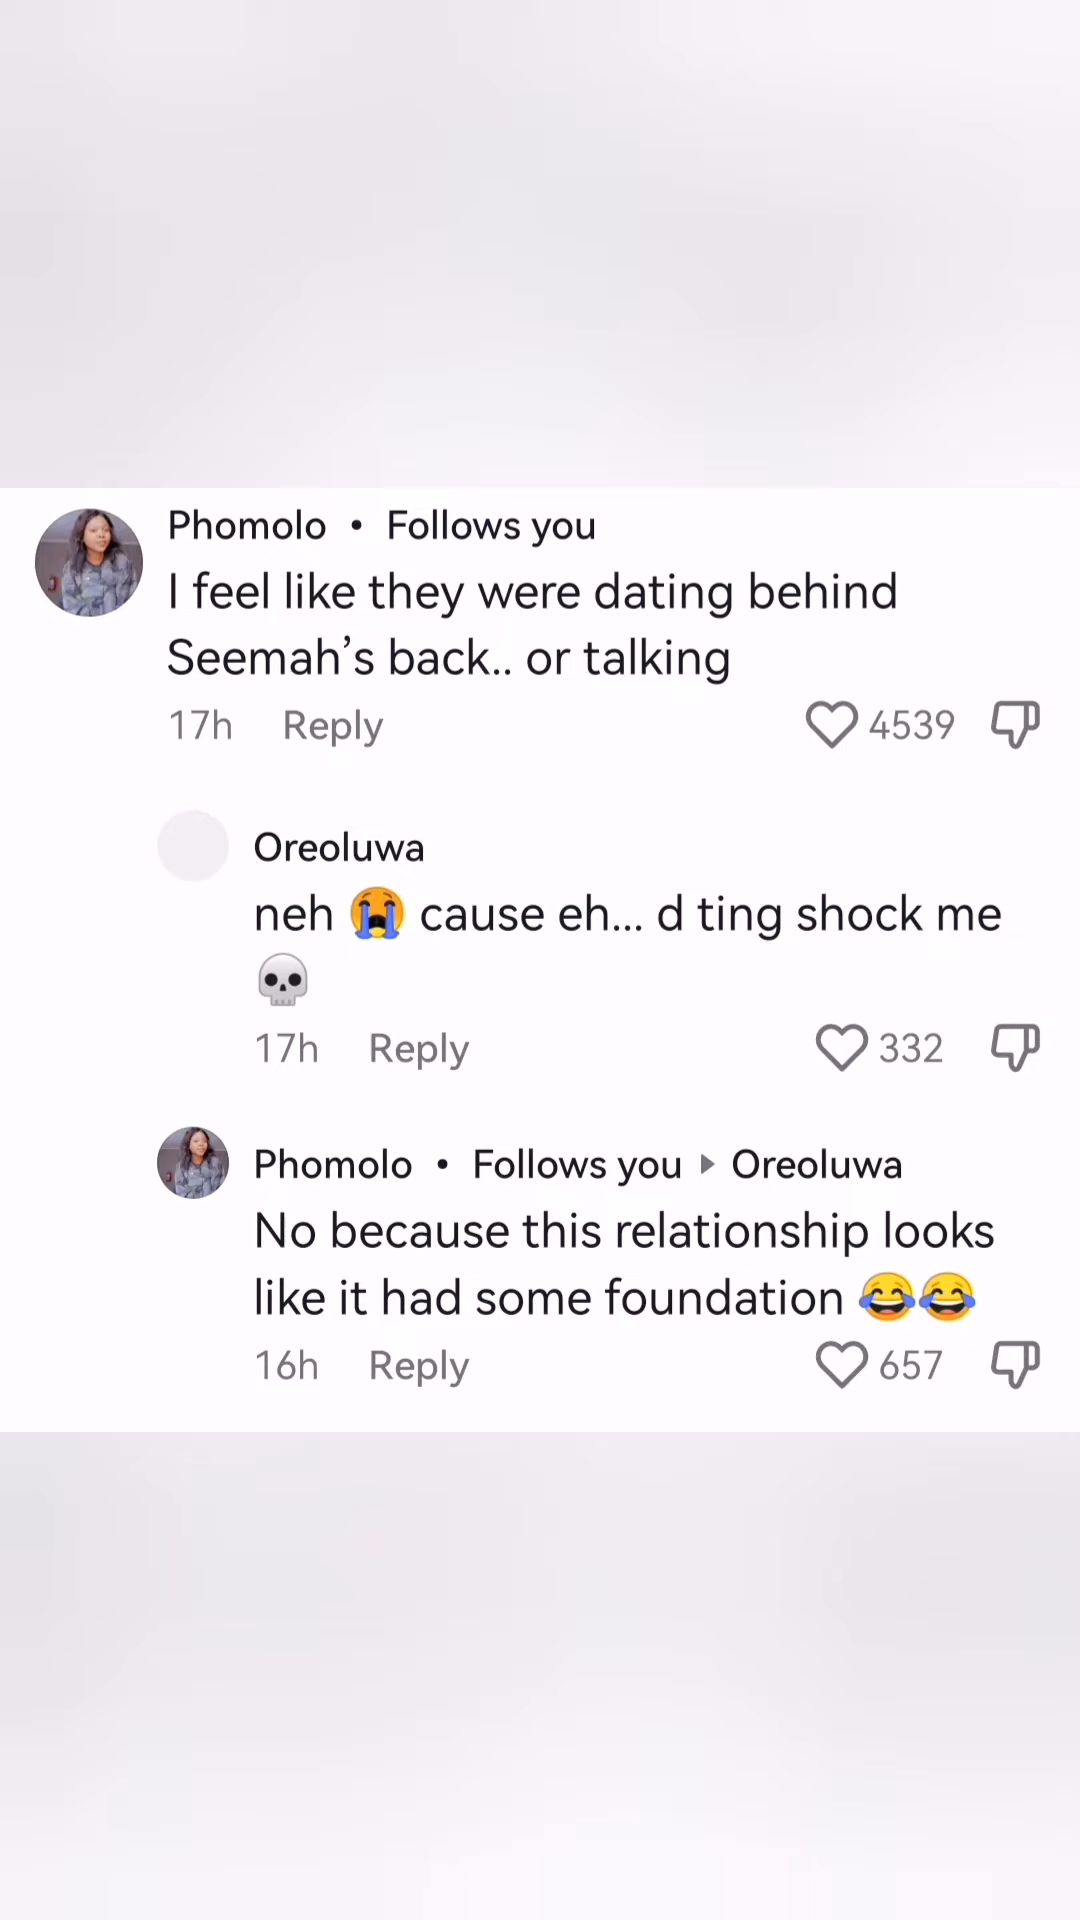 Phomolo • Follows you
I feel like they were dating behind
Seemah’s back.. or talking
17h Reply 4539
Oreoluwa
neh 😭 cause eh... d ting shock me
💀
17h Reply 332
Phomolo • Follows you ▸ Oreoluwa
No because this relationship looks
like it had some foundation 😂😂
16h Reply 657